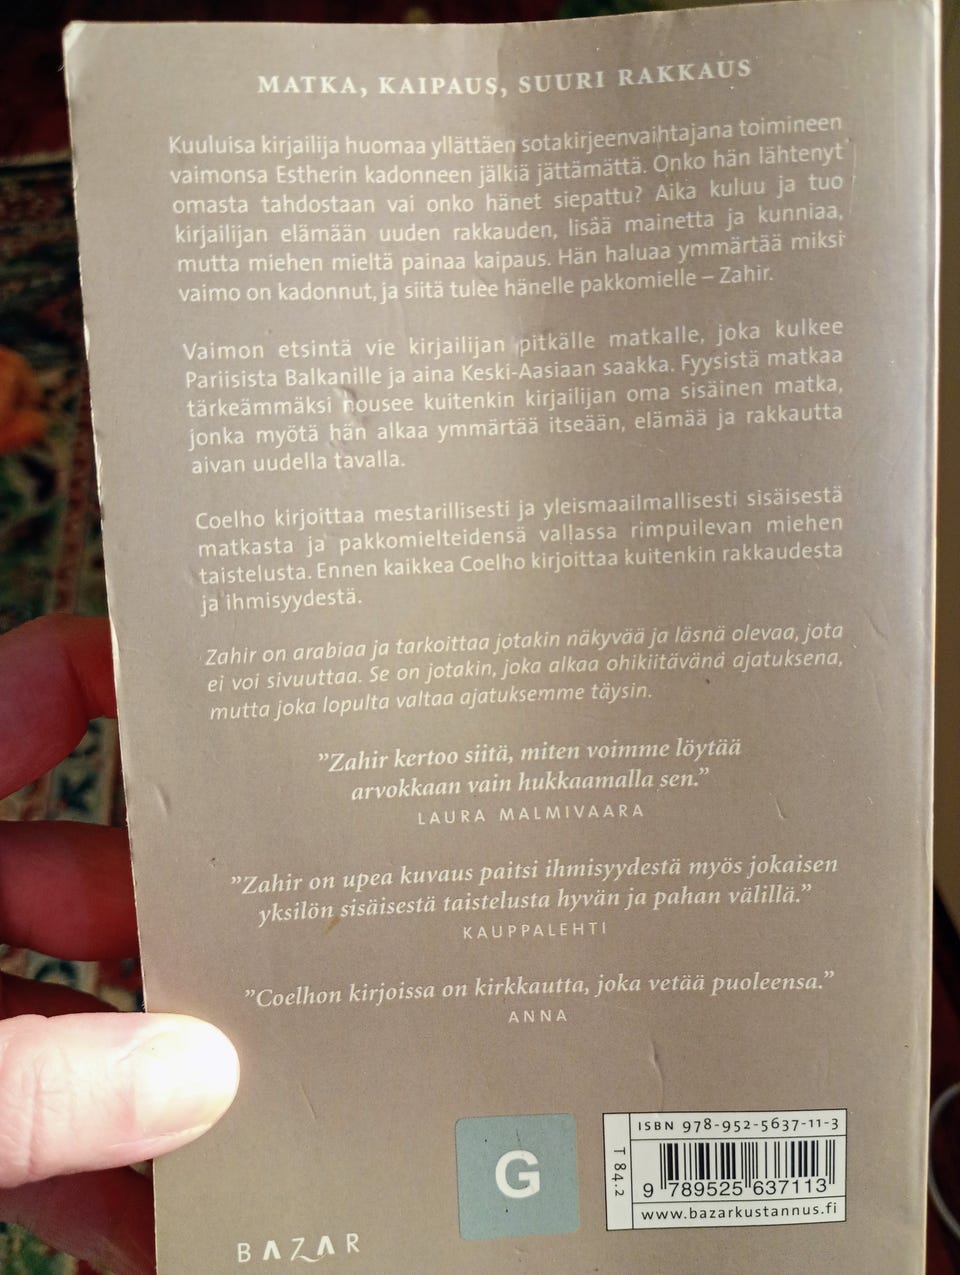 MATKA, KAIPAUS, SUURI RAKKAUS
Kuuluisa kirjailija huomaa yllättäen sotakirjeenvaihtajana toimineen
vaimonsa Estherin kadonneen jälkiä jättämättä. Onko hän lähtenyt
omasta tahdostaan vai onko hänet siepattu? Aika kuluu ja tuo
kirjailijan elämään uuden rakkauden, lisää mainetta ja kunniaa,
mutta miehen mieltä painaa kaipaus. Hän haluaa ymmärtää miksi
vaimo on kadonnut, ja siitä tulee hänelle pakkomielle – Zahir.
Vaimon etsintä vie kirjailijan pitkälle matkalle, joka kulkee
Pariisista Balkanille ja aina Keski-Aasiaan saakka. Fyysistä matkaa
tärkeämmäksi nousee kuitenkin kirjailijan oma sisäinen matka,
jonka myötä hän alkaa ymmärtää itseään, elämää ja rakkautta
aivan uudella tavalla.
Coelho kirjoittaa mestarillisesti ja yleismaailmallisesti sisäisestä
matkasta ja pakkomielteidensä vallassa rimpuilevan miehen
taistelusta. Ennen kaikkea Coelho kirjoittaa kuitenkin rakkaudesta
ja ihmisyydestä.
Zahir on arabiaa ja tarkoittaa jotakin näkyvää ja läsnä olevaa, jota
ei voi sivuuttaa. Se on jotakin, joka alkaa ohikiitävänä ajatuksena,
mutta joka lopulta valtaa ajatuksemme täysin.
”Zahir kertoo siitä, miten voimme löytää
arvokkaan vain hukkaamalla sen.”
LAURA MALMIVAARA
”Zahir on upea kuvaus paitsi ihmisyydestä myös jokaisen
yksilön sisäisestä taistelusta hyvän ja pahan välillä.”
KAUPPALEHTI
”Coelhon kirjoissa on kirkkautta, joka vetää puoleensa.”
ANNA
G
T 84.2
ISBN 978-952-5637-11-3
9 789525 637113
www.bazarkustannus.fi
BAZAR